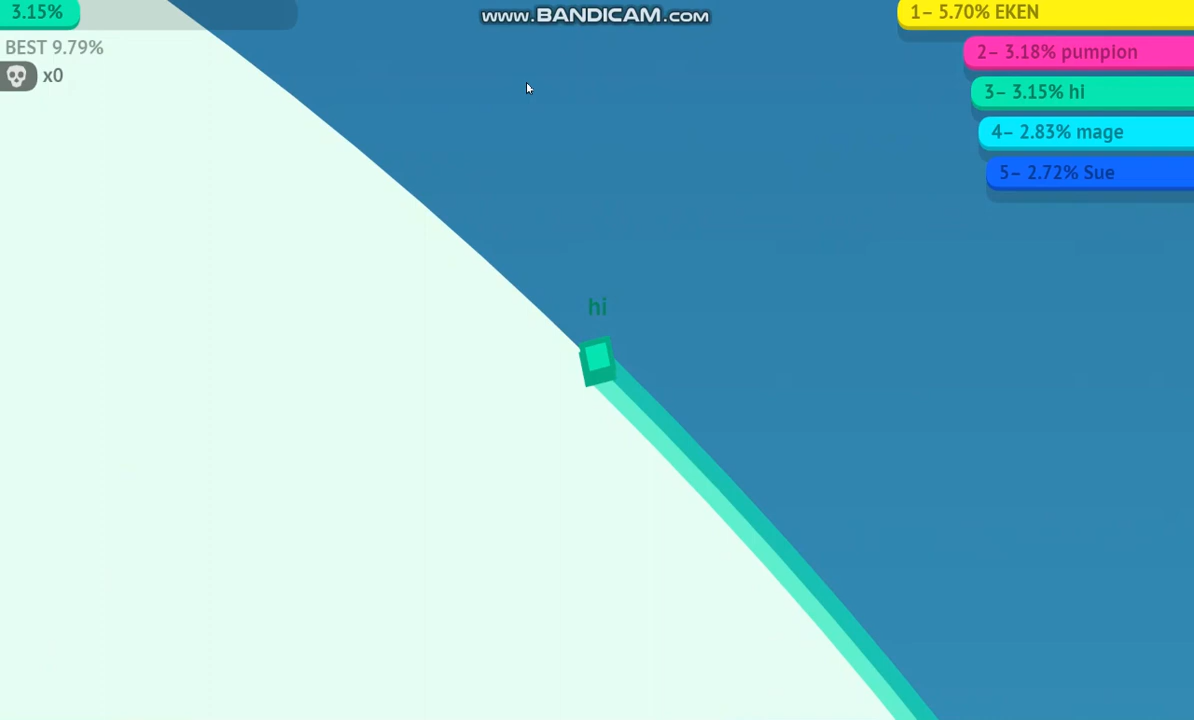 3.15%
BEST 9.79%
x0
www.BANDICAM.com
1– 5.70% EKEN
2– 3.18% pumpion
3– 3.15% hi
4– 2.83% mage
5– 2.72% Sue
hi